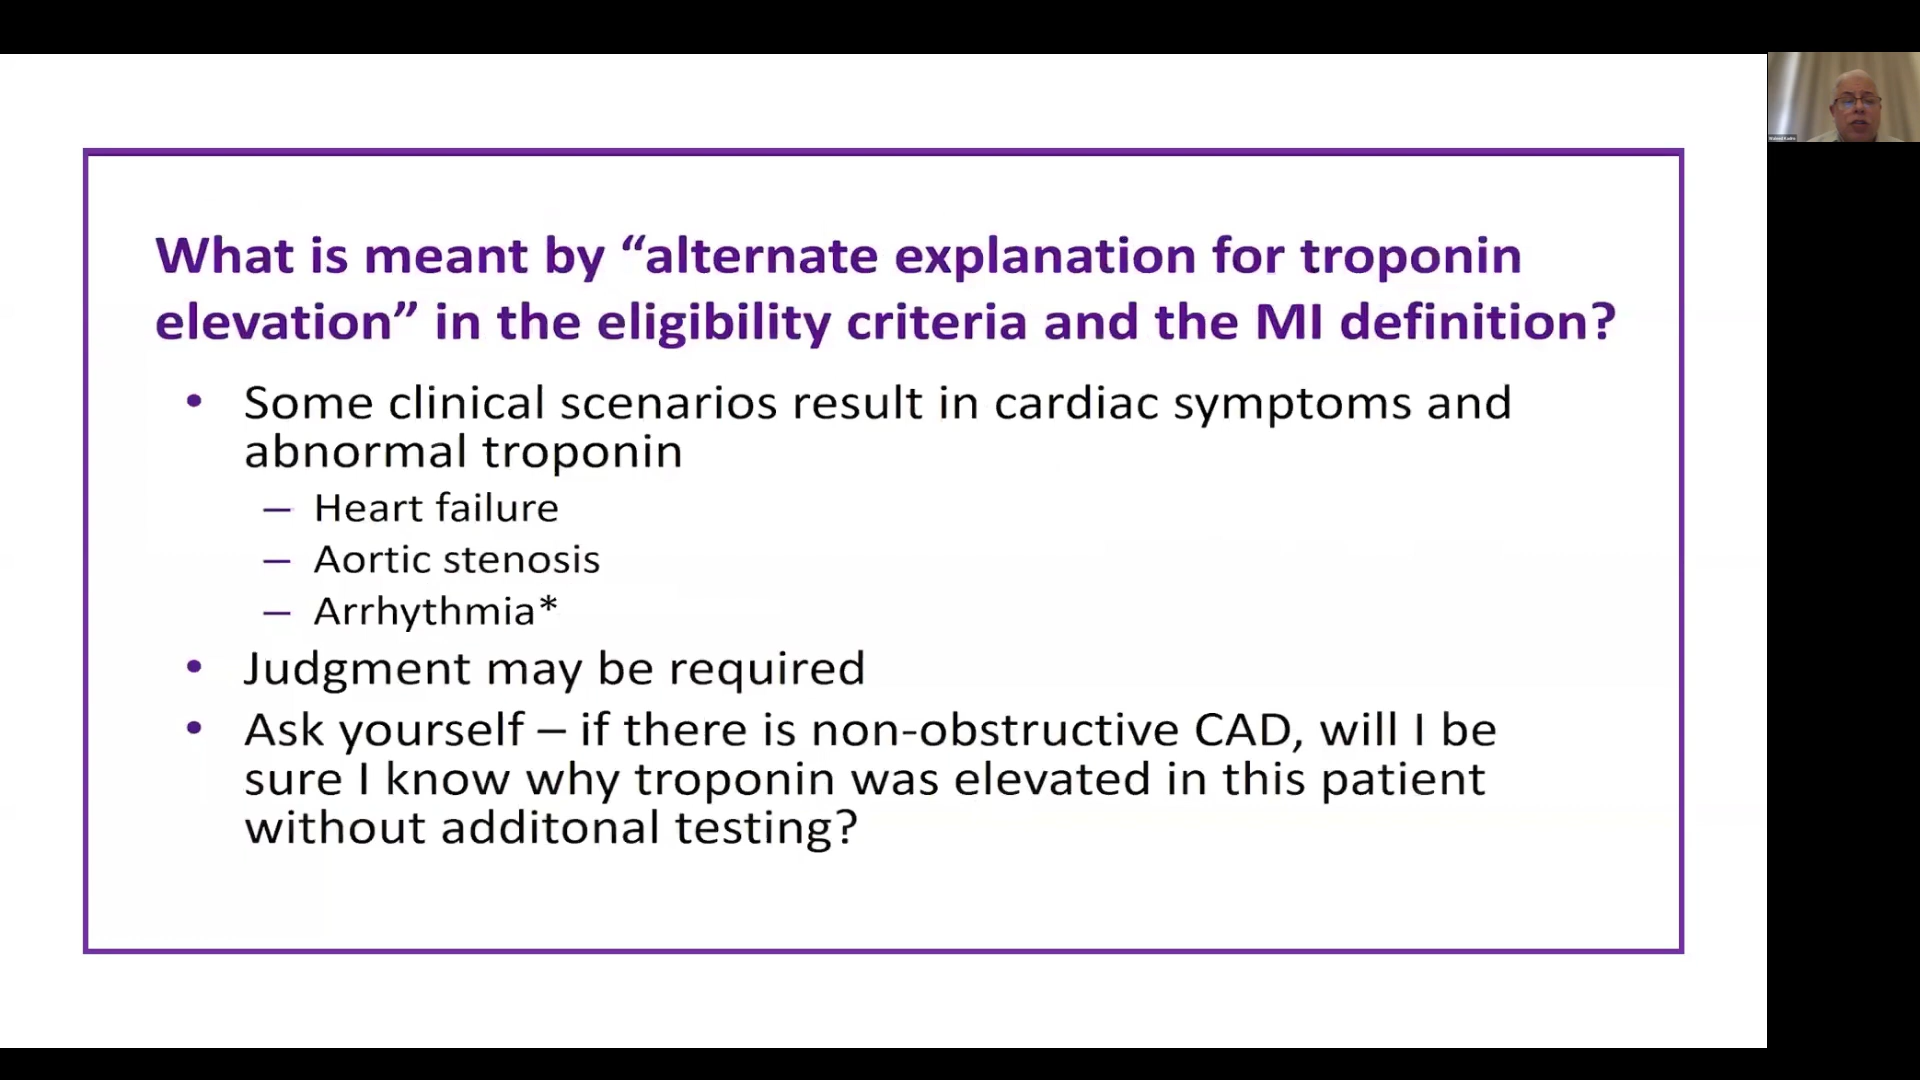 What is meant by “alternate explanation for troponin
elevation” in the eligibility criteria and the MI definition?
• Some clinical scenarios result in cardiac symptoms and
abnormal troponin
– Heart failure
– Aortic stenosis
– Arrhythmia*
• Judgment may be required
• Ask yourself – if there is non-obstructive CAD, will I be
sure I know why troponin was elevated in this patient
without additonal testing?